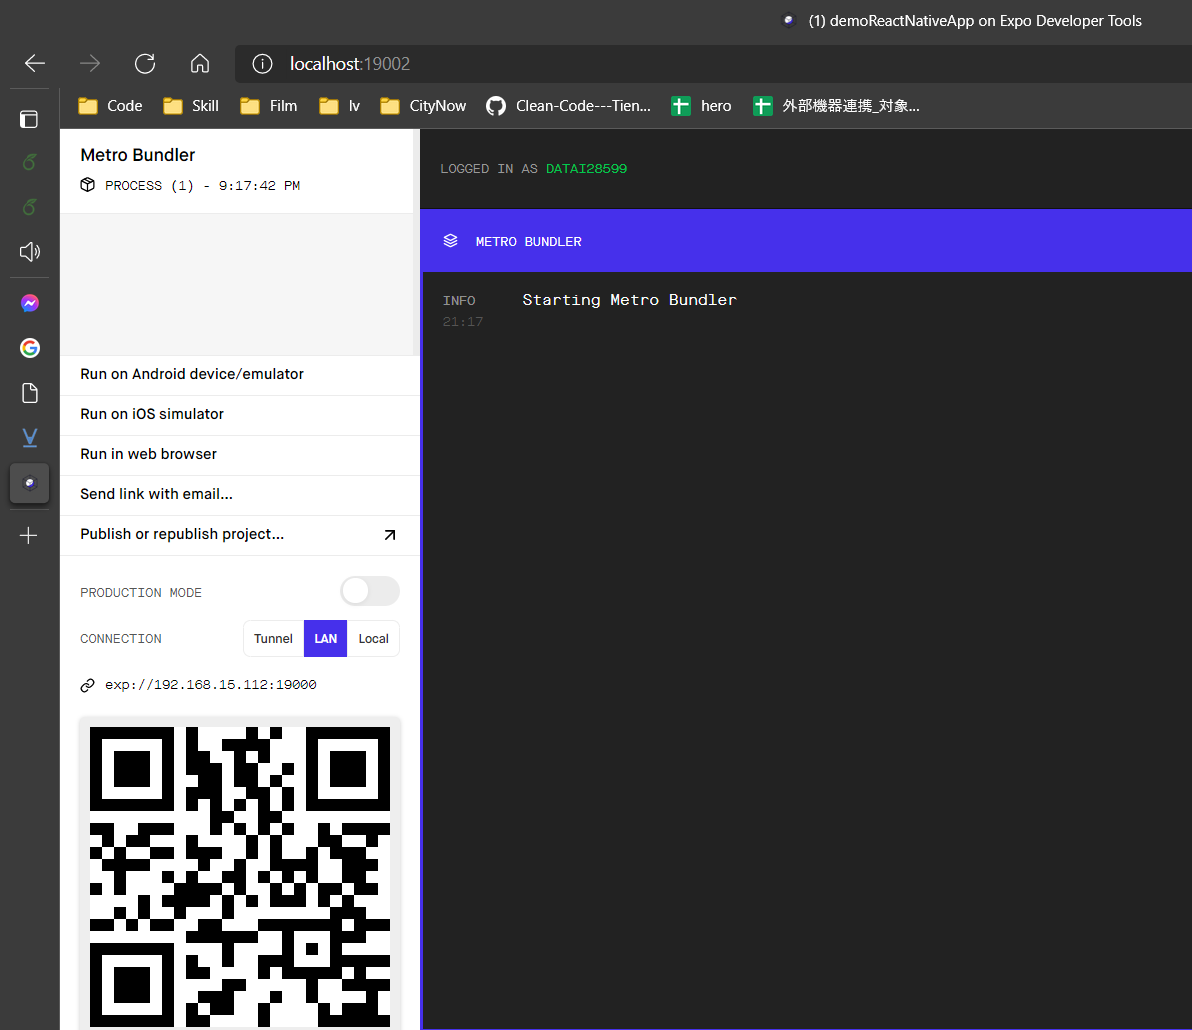 (1) demoReactNativeApp on Expo Developer Tools
localhost:19002
Code Skill Film lv CityNow Clean-Code---Tien... hero 外部機器連携_対象...
Metro Bundler
PROCESS (1) - 9:17:42 PM
LOGGED IN AS DATAI28599
METRO BUNDLER
INFO Starting Metro Bundler
21:17
Run on Android device/emulator
Run on iOS simulator
Run in web browser
Send link with email...
Publish or republish project...
PRODUCTION MODE
CONNECTION Tunnel LAN Local
exp://192.168.15.112:19000